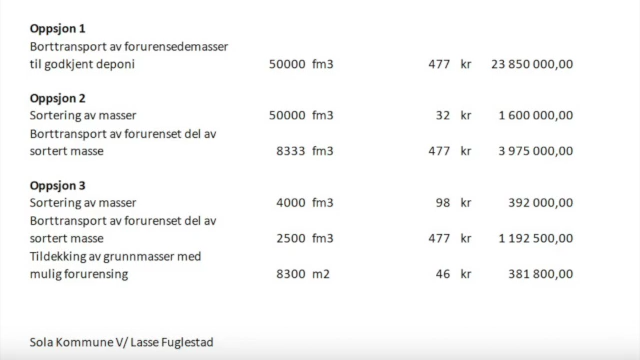 Oppsjon 1
Borttransport av forurensedemasser
til godkjent deponi 50000 fm3 477 kr 23 850 000,00
Oppsjon 2
Sortering av masser 50000 fm3 32 kr 1 600 000,00
Borttransport av forurenset del av
sortert masse 8333 fm3 477 kr 3 975 000,00
Oppsjon 3
Sortering av masser 4000 fm3 98 kr 392 000,00
Borttransport av forurenset del av
sortert masse 2500 fm3 477 kr 1 192 500,00
Tildekking av grunnmasser med
mulig forurensing 8300 m2 46 kr 381 800,00
Sola Kommune V/ Lasse Fuglestad